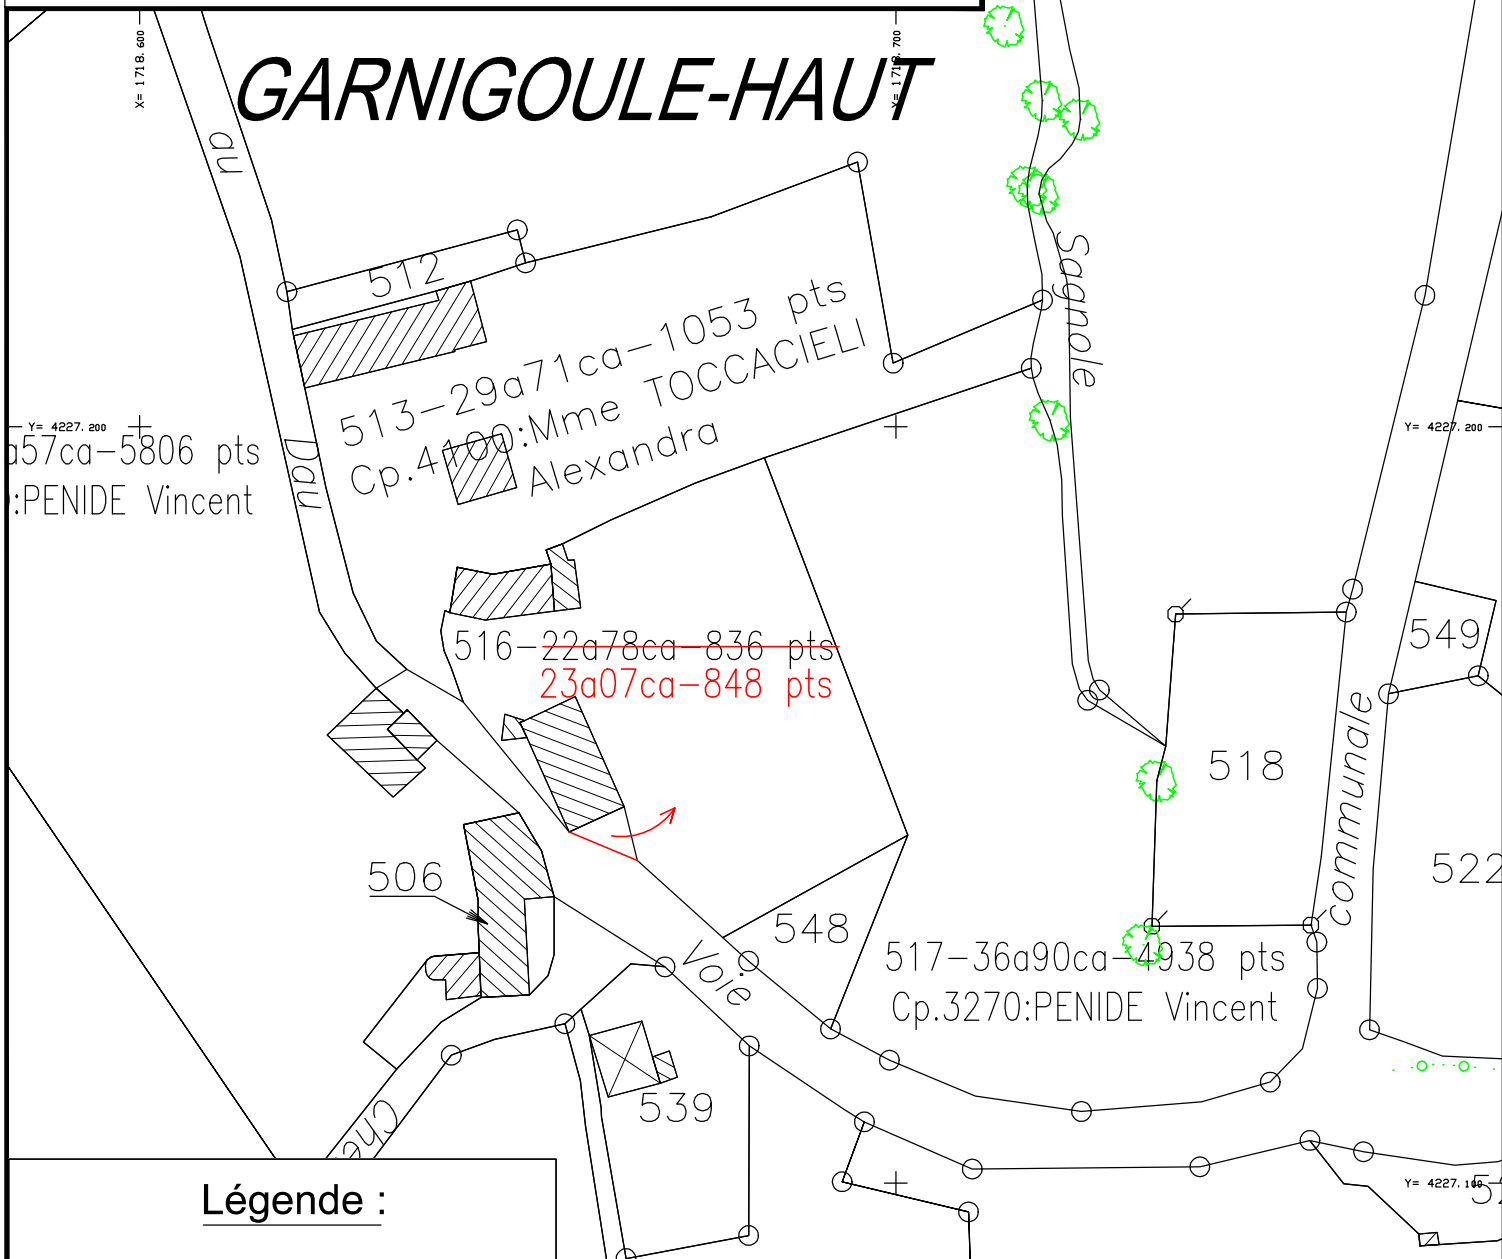 X= 1718.600
X= 1718.700
GARNIGOULE-HAUT
au
512
513-29a71ca-1053 pts
Cp.4100:Mme TOCCACIELI
Alexandra
Sagnole
Y= 4227.200
Y= 4227.200
a57ca-5806 pts
:PENIDE Vincent
Dau
516-22a78ca-836 pts
23a07ca-848 pts
549
518
communale
522
506
548
517-36a90ca-4938 pts
Cp.3270:PENIDE Vincent
Voie
539
Che
Y= 4227.100
Légende :